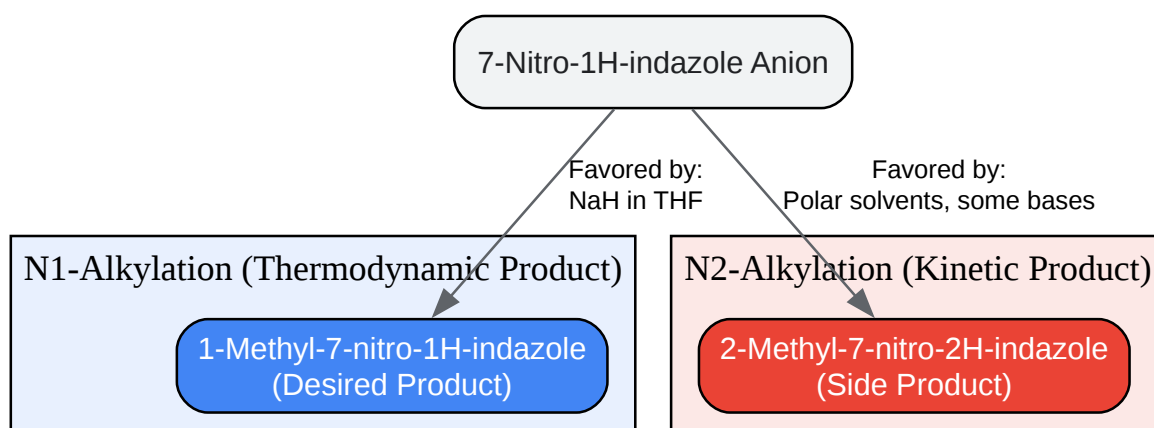 7-Nitro-1H-indazole Anion
Favored by:
NaH in THF
Favored by:
Polar solvents, some bases
N1-Alkylation (Thermodynamic Product)
1-Methyl-7-nitro-1H-indazole
(Desired Product)
N2-Alkylation (Kinetic Product)
2-Methyl-7-nitro-2H-indazole
(Side Product)